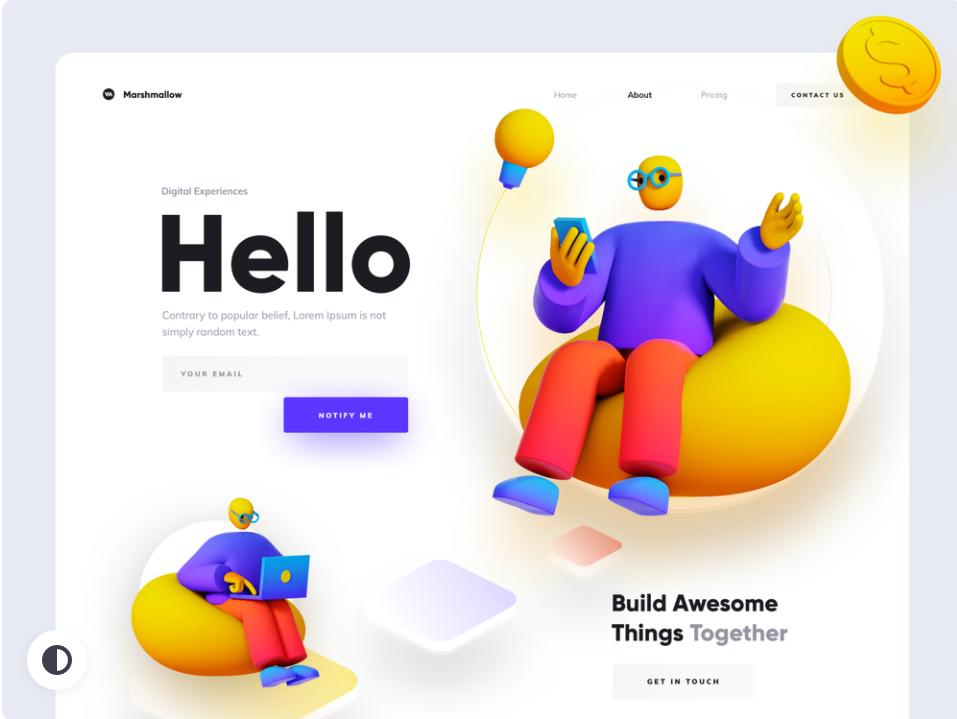 Marshmallow
Home About Pricing CONTACT US
Digital Experiences
Hello
Contrary to popular belief, Lorem Ipsum is not
simply random text.
YOUR EMAIL
NOTIFY ME
Build Awesome
Things Together
GET IN TOUCH